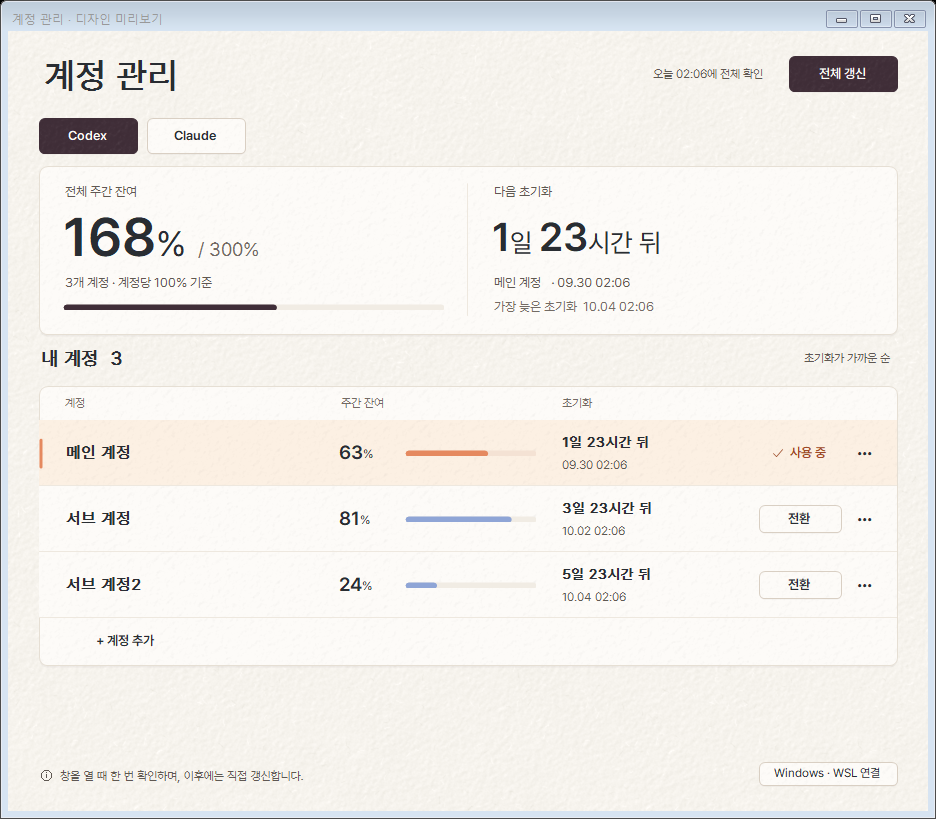 계정 관리 · 디자인 미리보기
계정 관리
오늘 02:06에 전체 확인
전체 갱신
Codex
Claude
전체 주간 잔여
168% / 300%
3개 계정 · 계정당 100% 기준
다음 초기화
1일 23시간 뒤
메인 계정 · 09.30 02:06
가장 늦은 초기화 10.04 02:06
내 계정 3
초기화가 가까운 순
계정 주간 잔여 초기화
메인 계정 63% 1일 23시간 뒤 사용 중
09.30 02:06
서브 계정 81% 3일 23시간 뒤 전환
10.02 02:06
서브 계정2 24% 5일 23시간 뒤 전환
10.04 02:06
+ 계정 추가
창을 열 때 한 번 확인하며, 이후에는 직접 갱신합니다.
Windows · WSL 연결